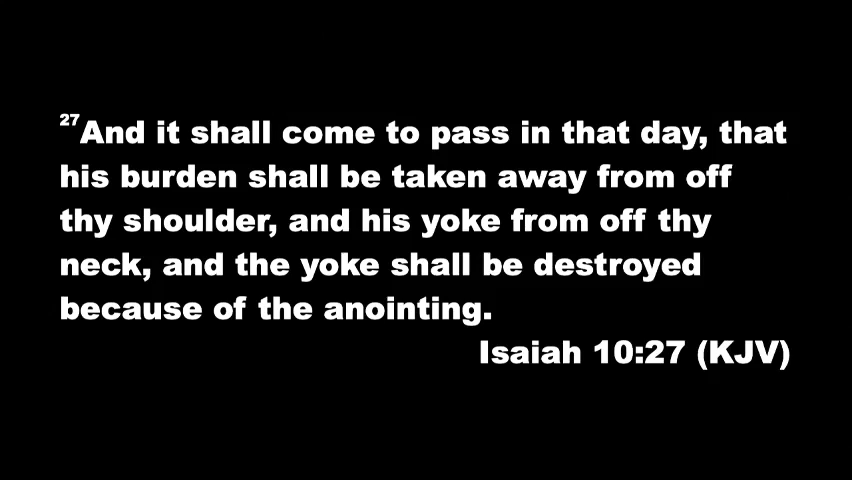 27And it shall come to pass in that day, that
his burden shall be taken away from off
thy shoulder, and his yoke from off thy
neck, and the yoke shall be destroyed
because of the anointing.
Isaiah 10:27 (KJV)